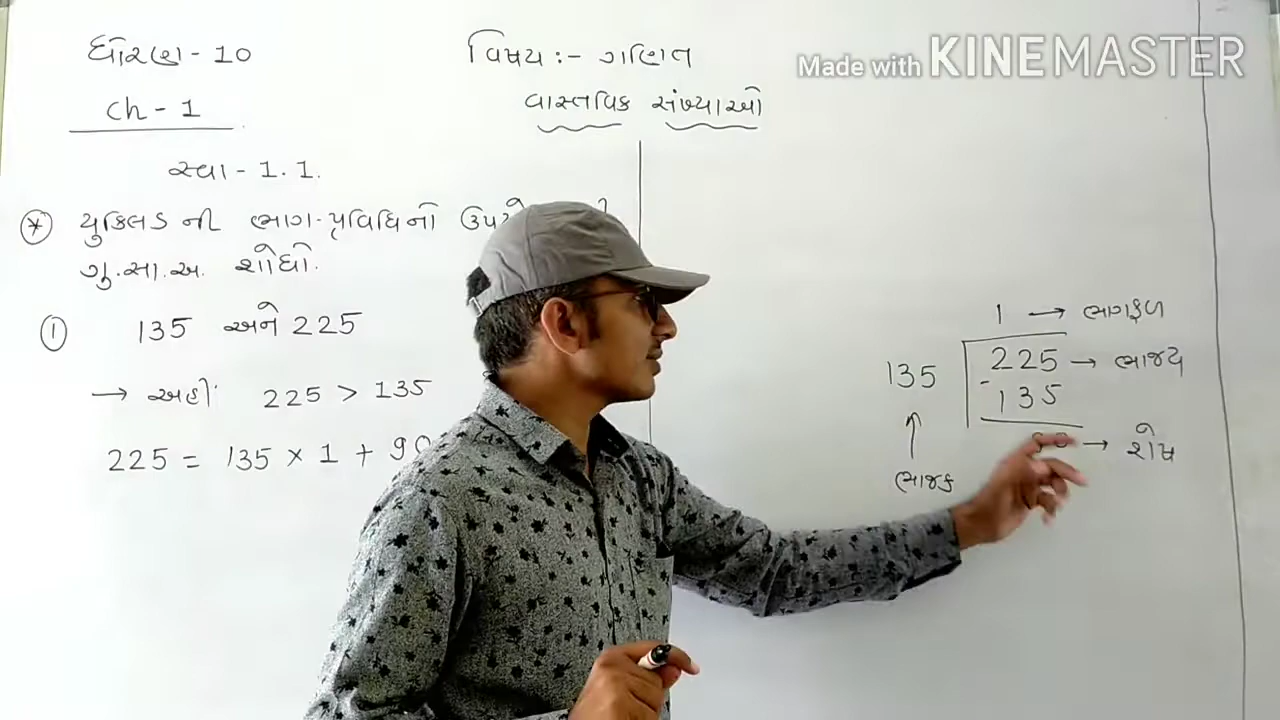 ધોરણ - 10
વિષય :- ગણિત
Made with KINEMASTER
ch - 1
વાસ્તવિક સંખ્યાઓ
સ્વા - 1.1.
* યુક્લિડ ની ભાગ-પ્રવિધિનો
ગુ.સા.અ. શોધો.
1 135 અને 225
→ અહીં 225 > 135
225 = 135 × 1 + 90
1 → ભાગફળ
135 225 → ભાજ્ય
- 135
→ શેષ
↑
ભાજક